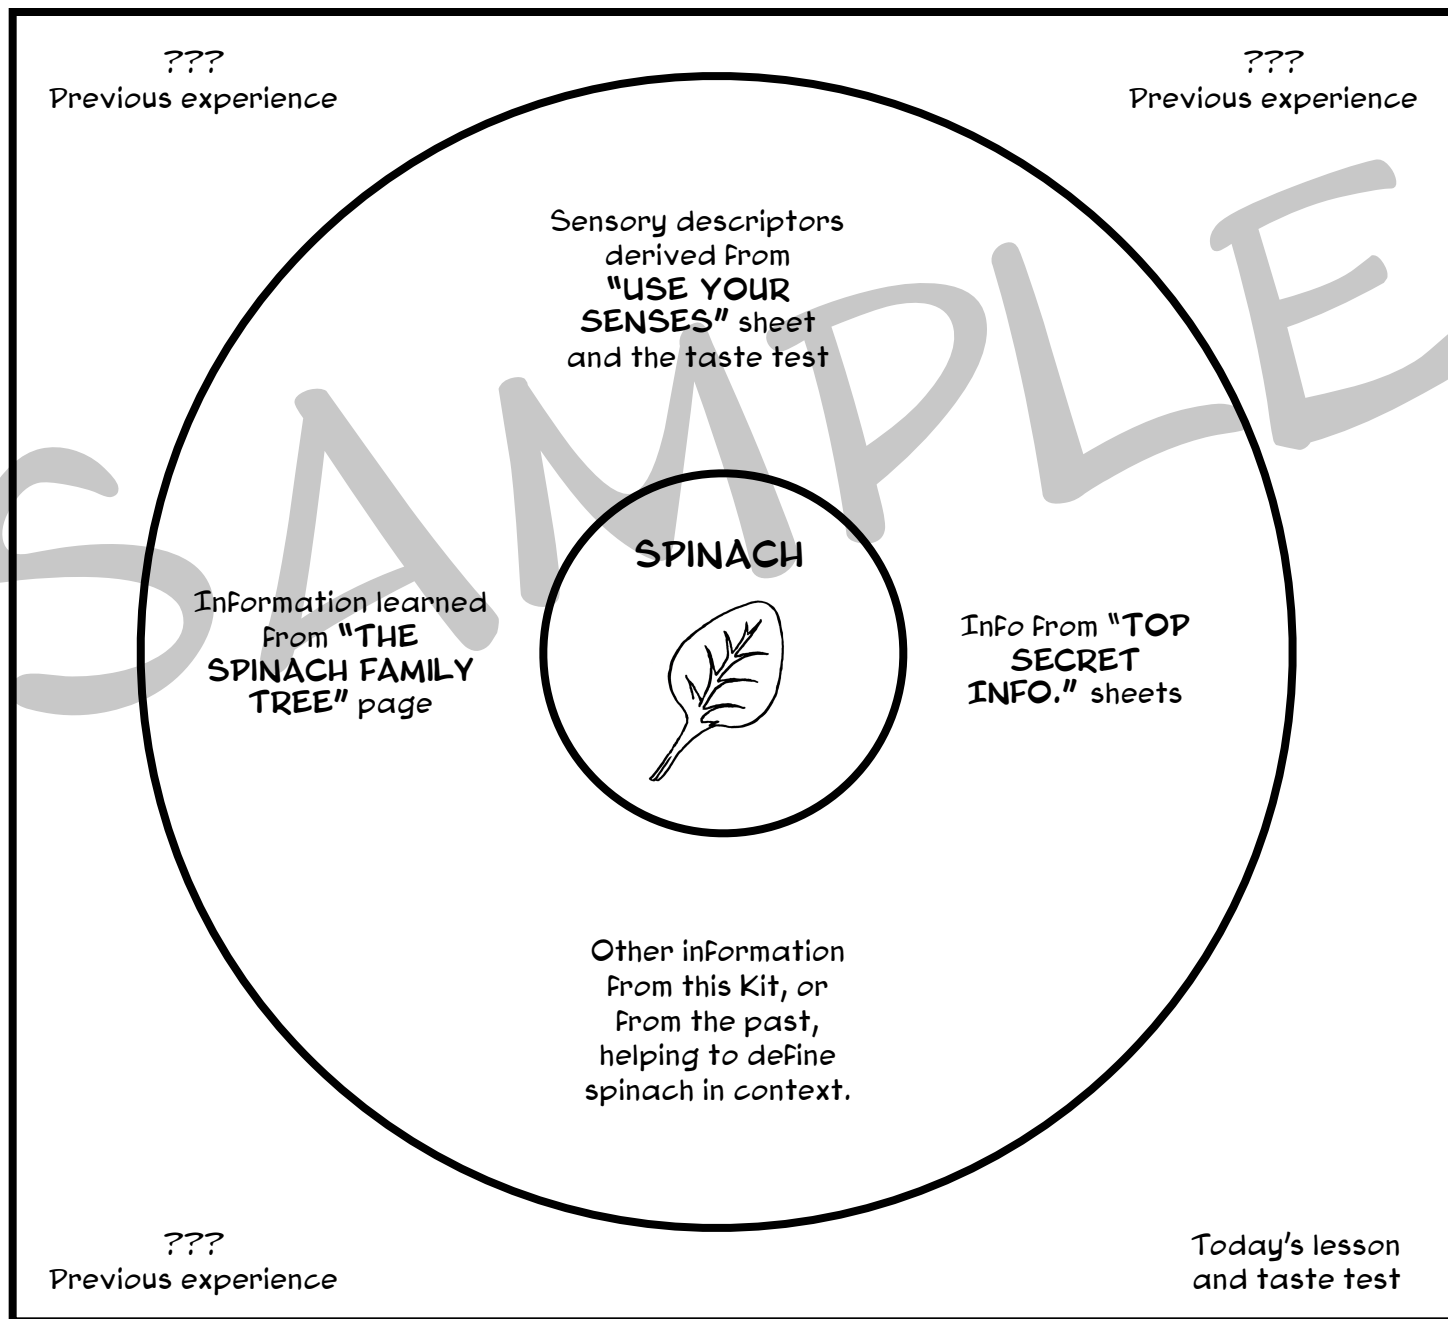 ???
Previous experience
???
Previous experience
Sensory descriptors
derived from
"USE YOUR
SENSES" sheet
and the taste test
SAMPLE
SPINACH
Information learned
from "THE
SPINACH FAMILY
TREE" page
Info from "TOP
SECRET
INFO." sheets
Other information
from this Kit, or
from the past,
helping to define
spinach in context.
???
Previous experience
Today's lesson
and taste test